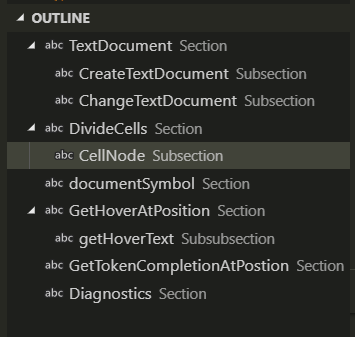 OUTLINE
abc TextDocument Section
abc CreateTextDocument Subsection
abc ChangeTextDocument Subsection
abc DivideCells Section
abc CellNode Subsection
abc documentSymbol Section
abc GetHoverAtPosition Section
abc getHoverText Subsubsection
abc GetTokenCompletionAtPostion Section
abc Diagnostics Section